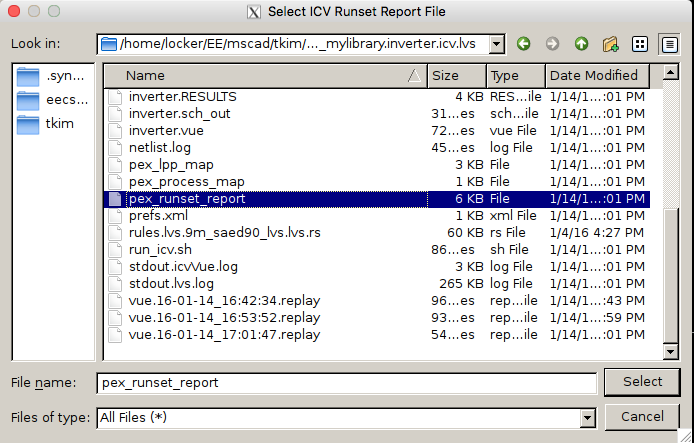 Select ICV Runset Report File
Look in: /home/locker/EE/mscad/tkim/..._mylibrary.inverter.icv.lvs
.syn...
eecs...
tkim
Name Size Type Date Modified
inverter.RESULTS 4 KB RES...ile 1/14/1...:01 PM
inverter.sch_out 31...es sch...ile 1/14/1...:01 PM
inverter.vue 72...es vue File 1/14/1...:01 PM
netlist.log 45...es log File 1/14/1...:01 PM
pex_lpp_map 3 KB File 1/14/1...:01 PM
pex_process_map 1 KB File 1/14/1...:01 PM
pex_runset_report 6 KB File 1/14/1...:01 PM
prefs.xml 1 KB xml File 1/14/1...:01 PM
rules.lvs.9m_saed90_lvs.lvs.rs 60 KB rs File 1/4/16 4:27 PM
run_icv.sh 86...es sh File 1/14/1...:01 PM
stdout.icvVue.log 3 KB log File 1/14/1...:01 PM
stdout.lvs.log 265 KB log File 1/14/1...:01 PM
vue.16-01-14_16:42:34.replay 96...es rep...ile 1/14/1...:43 PM
vue.16-01-14_16:53:52.replay 93...es rep...ile 1/14/1...:59 PM
vue.16-01-14_17:01:47.replay 54...es rep...ile 1/14/1...:01 PM
File name: pex_runset_report Select
Files of type: All Files (*) Cancel